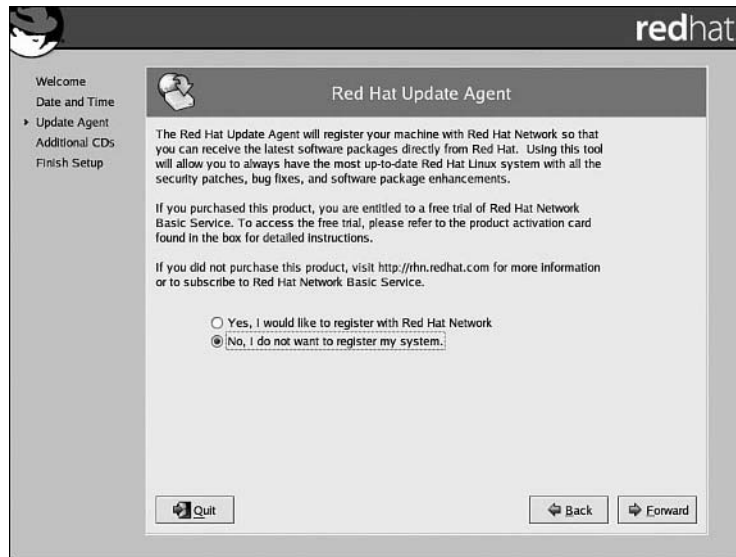 redhat
Welcome
Date and Time
Update Agent
Additional CDs
Finish Setup
Red Hat Update Agent
The Red Hat Update Agent will register your machine with Red Hat Network so that
you can receive the latest software packages directly from Red Hat. Using this tool
will allow you to always have the most up-to-date Red Hat Linux system with all the
security patches, bug fixes, and software package enhancements.
If you purchased this product, you are entitled to a free trial of Red Hat Network
Basic Service. To access the free trial, please refer to the product activation card
found in the box for detailed instructions.
If you did not purchase this product, visit http://rhn.redhat.com for more information
or to subscribe to Red Hat Network Basic Service.
Yes, I would like to register with Red Hat Network
No, I do not want to register my system.
Quit
Back
Forward